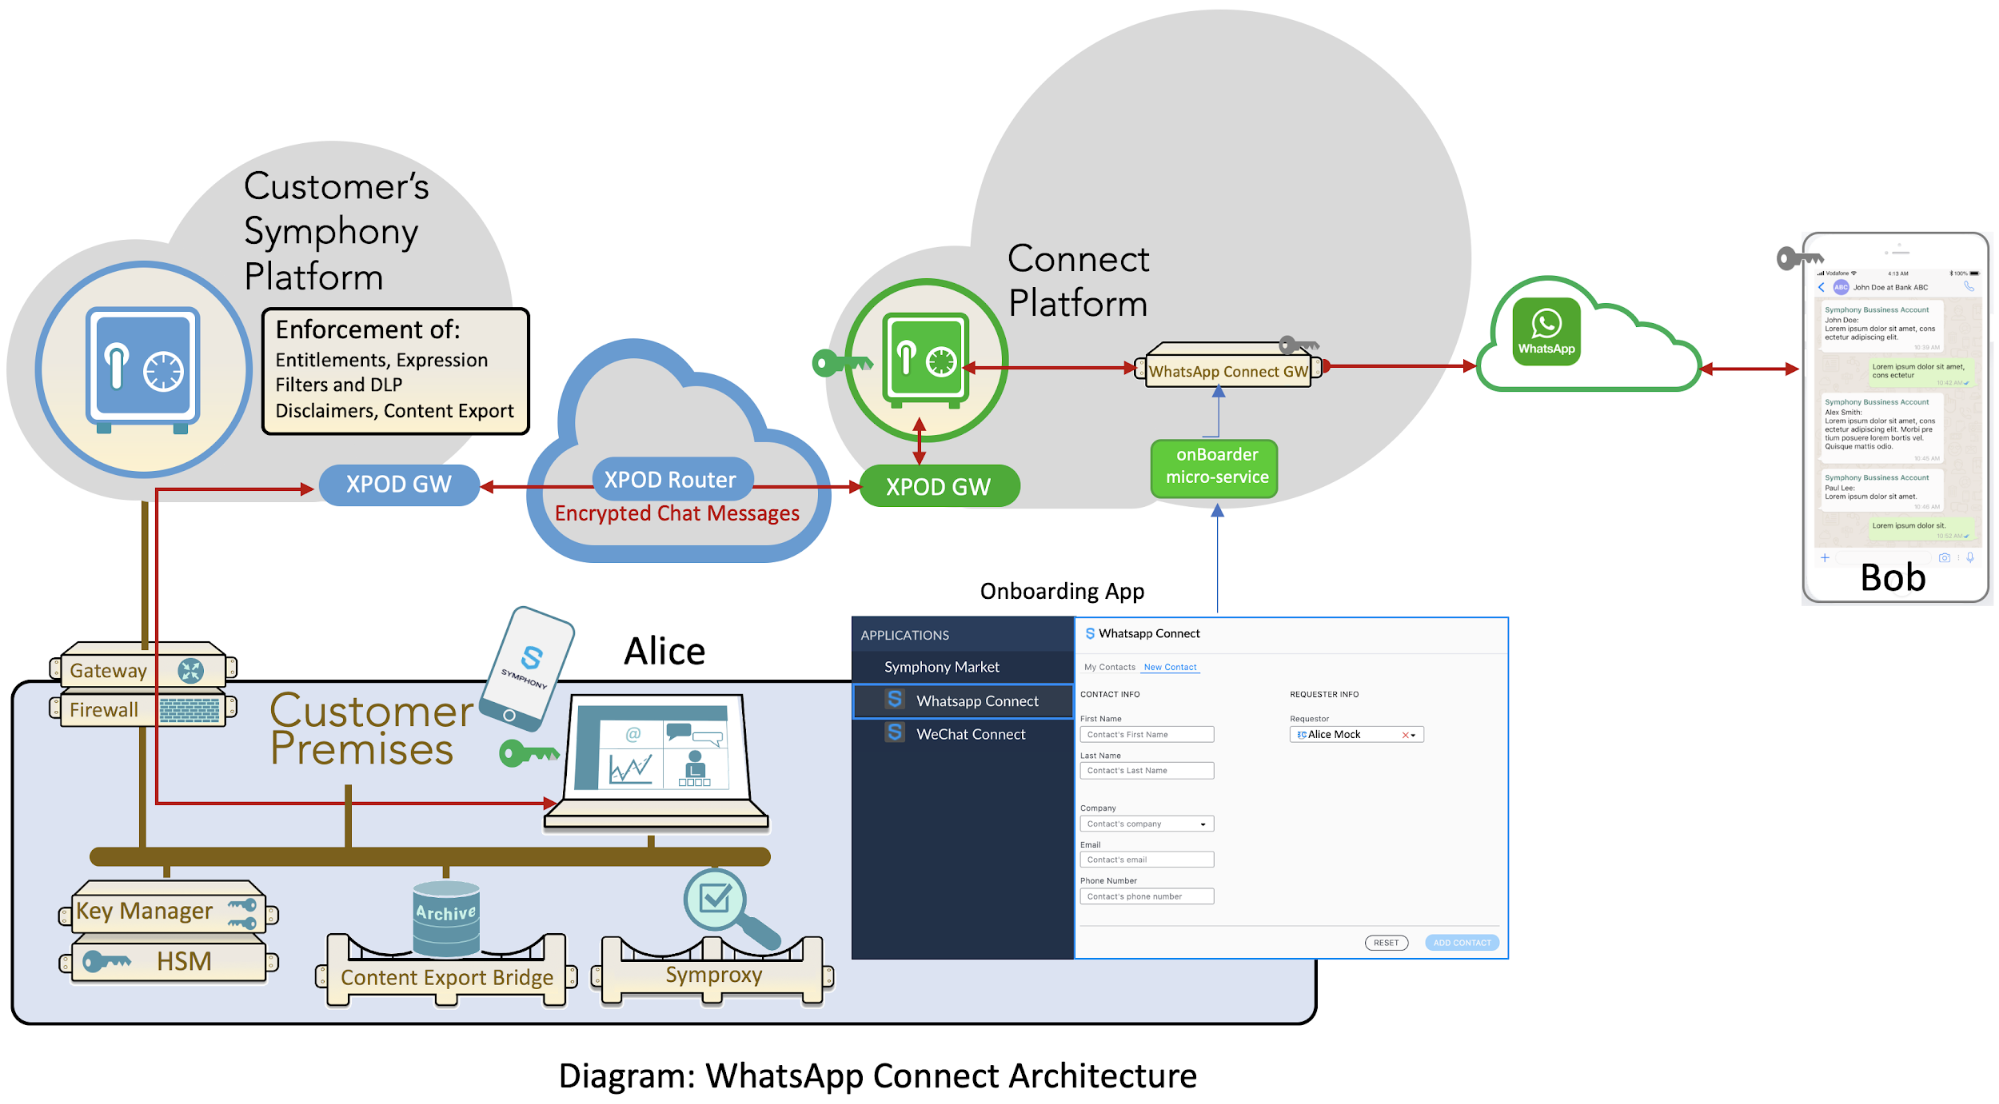 Customer's
Symphony
Platform
Enforcement of:
Entitlements, Expression
Filters and DLP
Disclaimers, Content Export
XPOD GW
XPOD Router
Encrypted Chat Messages
XPOD GW
Connect
Platform
WhatsApp Connect GW
onBoarder
micro-service
WhatsApp
Vodafone
4:13 AM
100%
ABC
John Doe at Bank ABC
Symphony Bussiness Account
John Doe:
Lorem ipsum dolor sit amet, cons
ectetur adipiscing elit.
10:39 AM
Lorem ipsum dolor sit amet,
cons ectetur
10:42 AM
Symphony Bussiness Account
Alex Smith:
Lorem ipsum dolor sit amet, cons
ectetur adipiscing elit. Morbi pre
tium posuere lorem bortis vel.
Quisque mattis odio.
10:45 AM
Symphony Bussiness Account
Paul Lee:
Lorem ipsum dolor sit amet.
10:48 AM
Lorem ipsum dolor sit.
10:52 AM
Bob
Gateway
Firewall
Customer
Premises
SYMPHONY
Alice
@
Key Manager
HSM
Archive
Content Export Bridge
Symproxy
Onboarding App
APPLICATIONS
Symphony Market
Whatsapp Connect
WeChat Connect
Whatsapp Connect
My Contacts
New Contact
CONTACT INFO
REQUESTER INFO
First Name
Contact's First Name
Requestor
Alice Mock
Last Name
Contact's Last Name
Company
Contact's company
Email
Contact's email
Phone Number
Contact's phone number
RESET
ADD CONTACT
Diagram: WhatsApp Connect Architecture